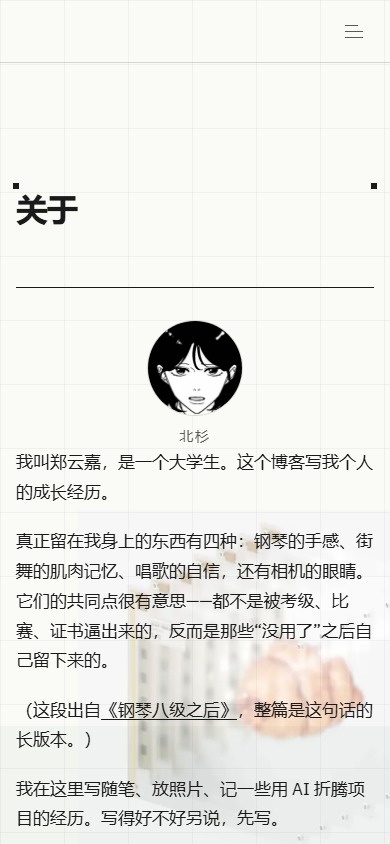 关于
北杉
我叫郑云嘉，是一个大学生。这个博客写我个人
的成长经历。
真正留在我身上的东西有四种：钢琴的手感、街
舞的肌肉记忆、唱歌的自信，还有相机的眼睛。
它们的共同点很有意思——都不是被考级、比
赛、证书逼出来的，反而是那些“没用了”之后自
己留下来的。
（这段出自《钢琴八级之后》，整篇是这句话的
长版本。）
我在这里写随笔、放照片、记一些用 AI 折腾项
目的经历。写得好不好另说，先写。